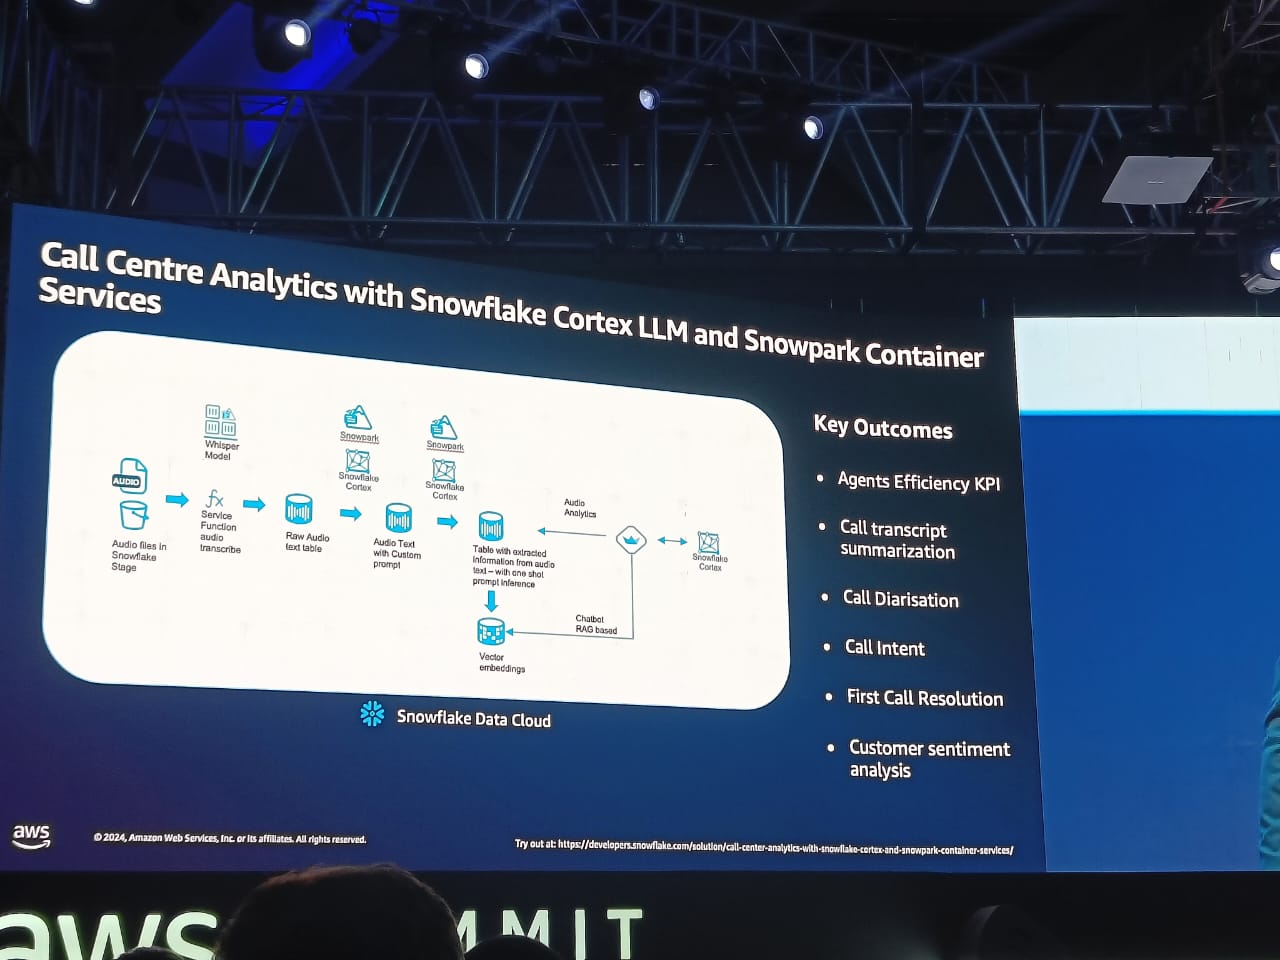 Call Centre Analytics with Snowflake Cortex LLM and Snowpark Container
Services
Whisper
Model
Snowpark
Snowflake
Cortex
Snowpark
Snowflake
Cortex
AUDIO
Audio files in
Snowflake
Stage
fx
Service
Function
audio
transcribe
Raw Audio
text table
Audio Text
with Custom
prompt
Table with extracted
information from audio
text – with one shot
prompt inference
Audio
Analytics
Snowflake
Cortex
Chatbot
RAG based
Vector
embeddings
Snowflake Data Cloud
Key Outcomes
• Agents Efficiency KPI
• Call transcript
summarization
• Call Diarisation
• Call Intent
• First Call Resolution
• Customer sentiment
analysis
aws
© 2024, Amazon Web Services, Inc. or its affiliates. All rights reserved.
Try out at: https://developers.snowflake.com/solution/call-center-analytics-with-snowflake-cortex-and-snowpark-container-services/
aws MMIT